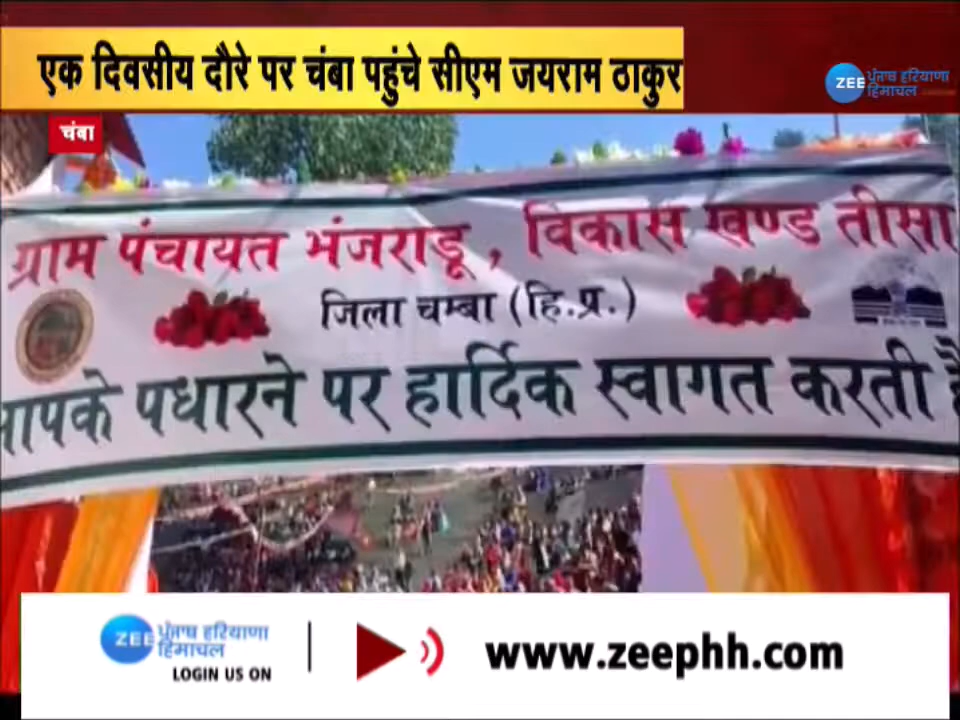 एक दिवसीय दौरे पर चंबा पहुंचे सीएम जयराम ठाकुर
ZEE ਪੰਜਾਬ हरियाणा
हिमाचल
चंबा
ग्राम पंचायत भंजराडू , विकास खण्ड तीसा
जिला चम्बा (हि.प्र.)
आपके पधारने पर हार्दिक स्वागत करती है
ZEE ਪੰਜਾਬ हरियाणा
हिमाचल
LOGIN US ON
www.zeephh.com